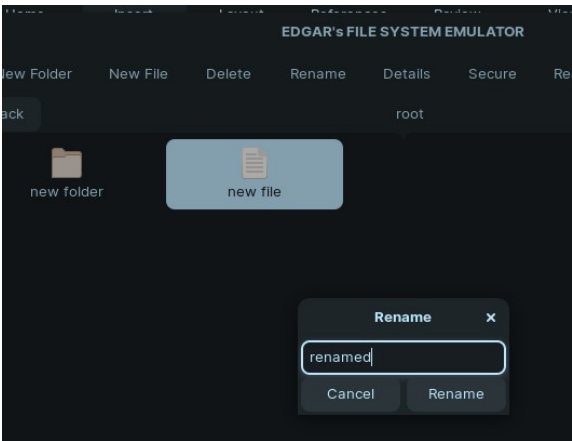 EDGAR's FILE SYSTEM EMULATOR
New Folder New File Delete Rename Details Secure
root
new folder new file
Rename ×
renamed
Cancel Rename